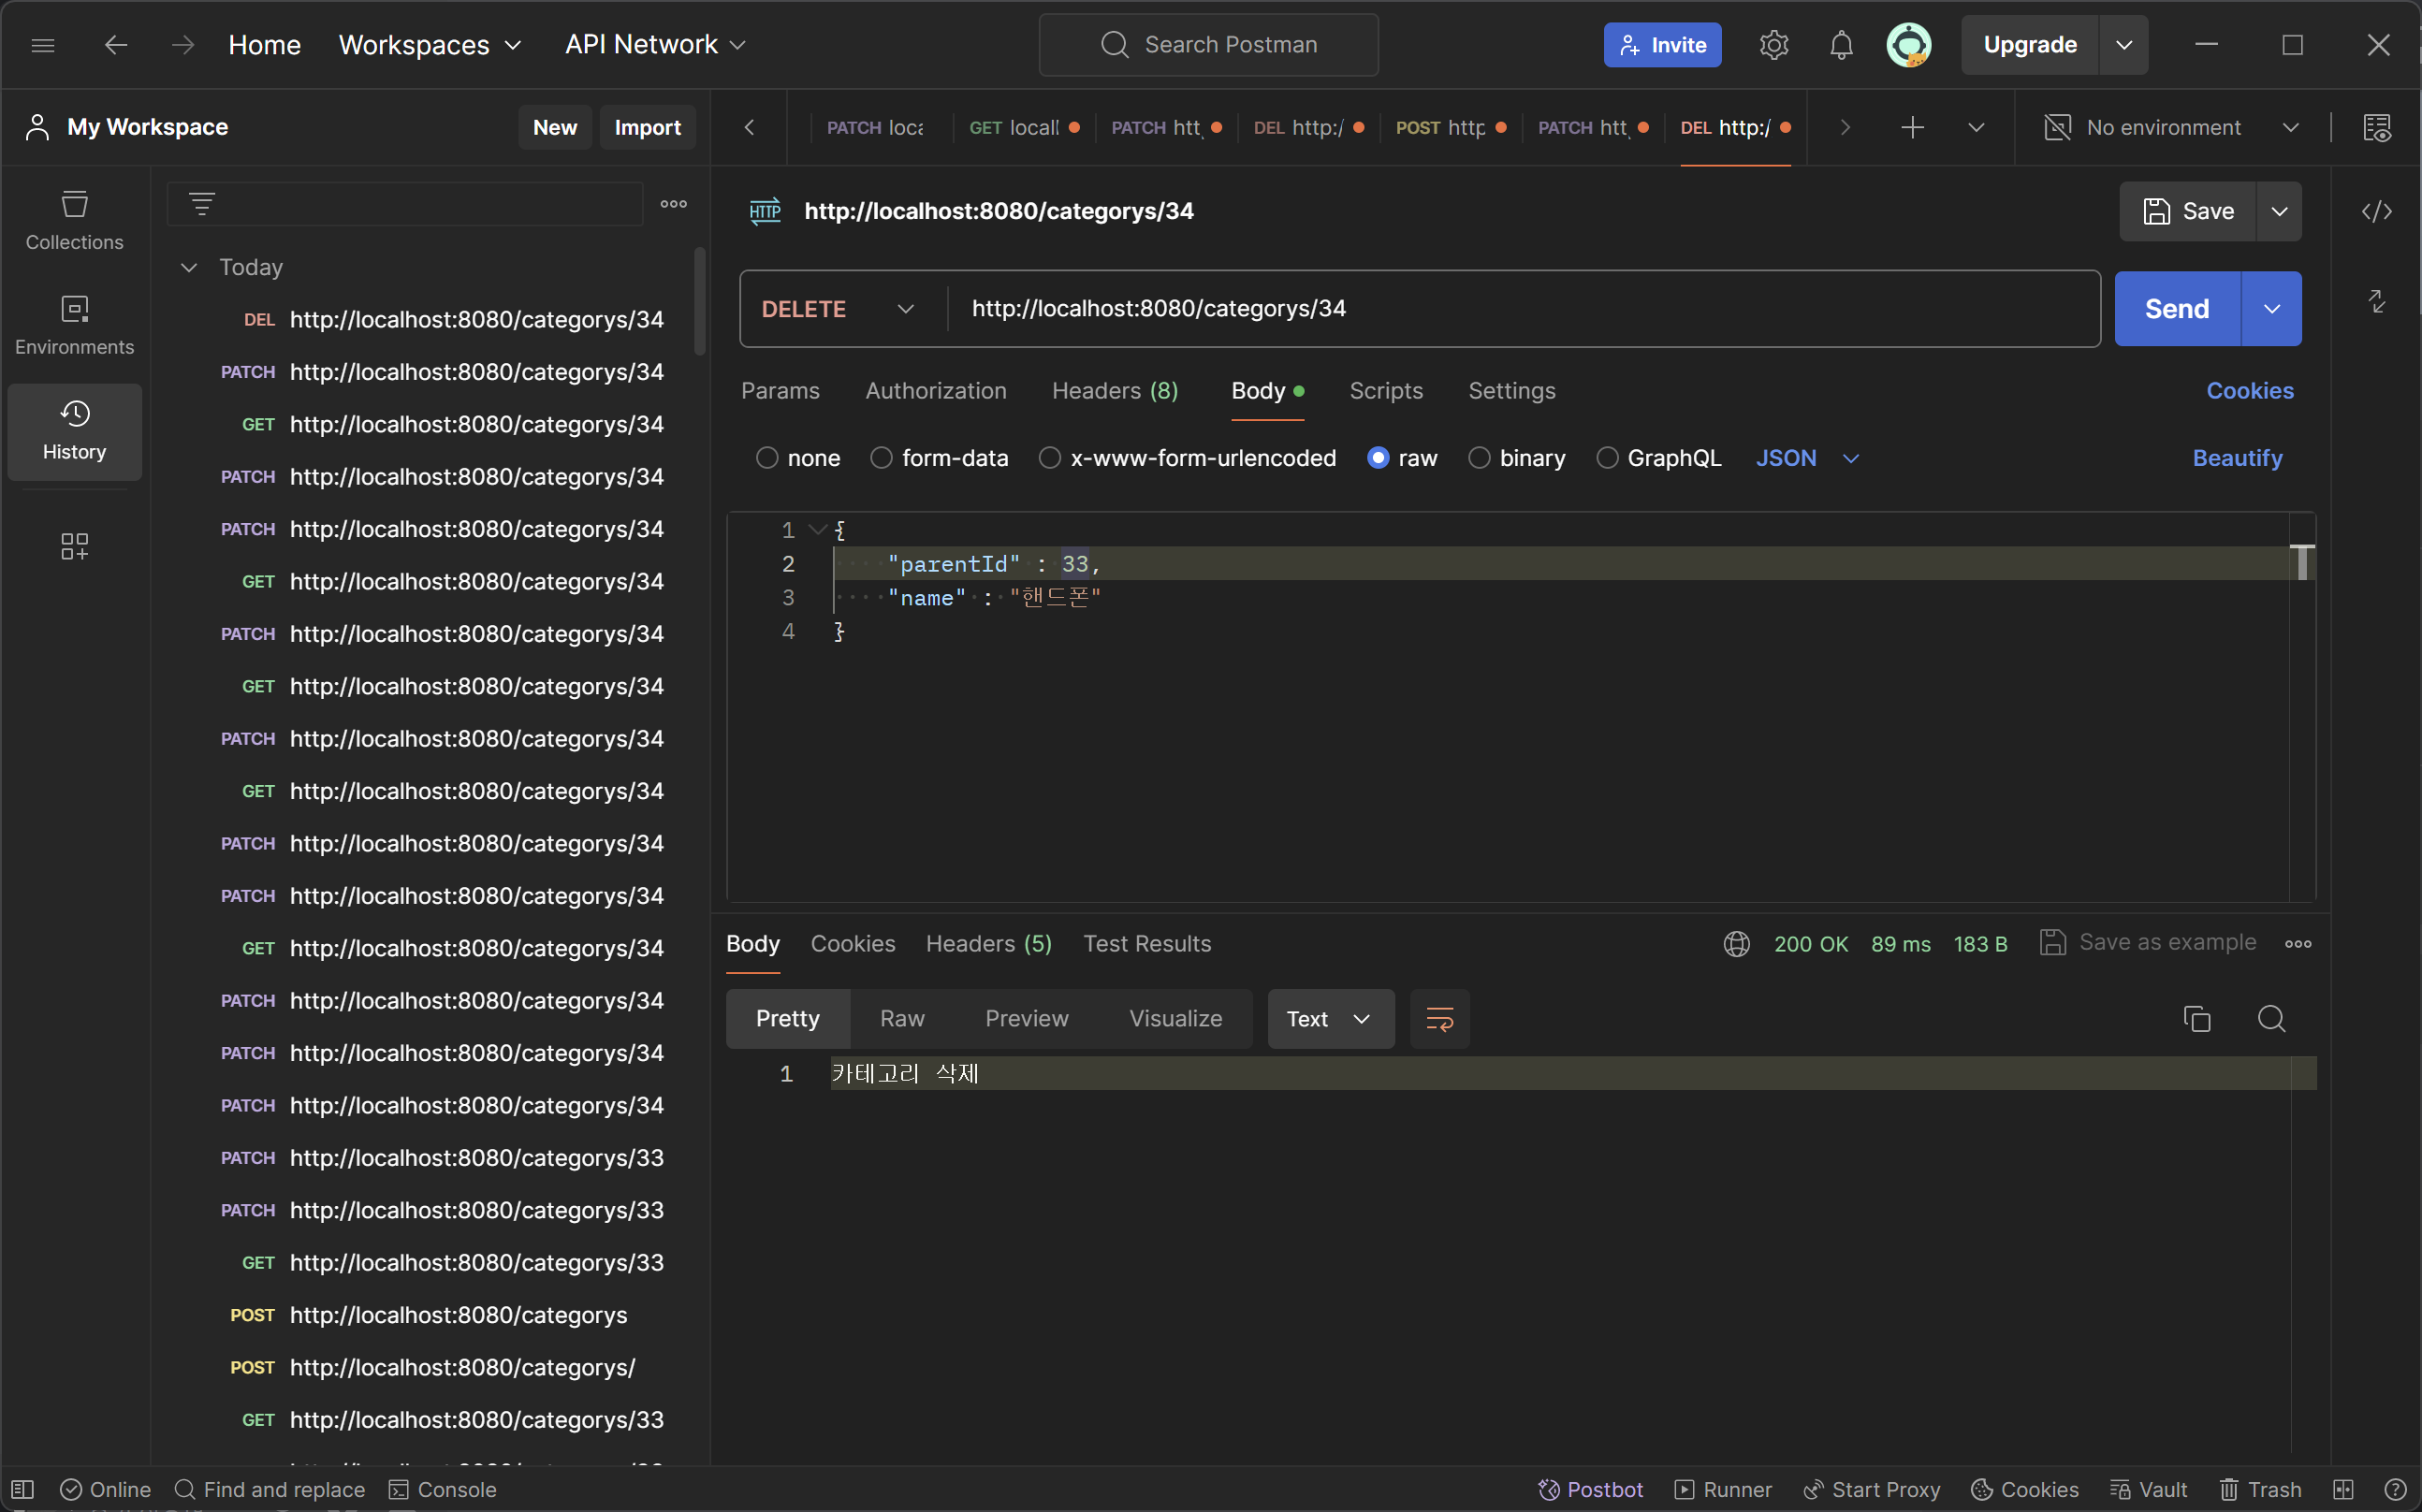 Home Workspaces API Network Search Postman Invite Upgrade
My Workspace New Import PATCH loca GET locall PATCH htt DEL http:/ POST http PATCH htt DEL http:/ No environment
HTTP http://localhost:8080/categorys/34 Save
DELETE http://localhost:8080/categorys/34 Send
Params Authorization Headers (8) Body Scripts Settings Cookies
none form-data x-www-form-urlencoded raw binary GraphQL JSON Beautify
1 {
2 "parentId" : 33,
3 "name" : "핸드폰"
4 }
Collections
Environments
History
Today
DEL http://localhost:8080/categorys/34
PATCH http://localhost:8080/categorys/34
GET http://localhost:8080/categorys/34
PATCH http://localhost:8080/categorys/34
PATCH http://localhost:8080/categorys/34
GET http://localhost:8080/categorys/34
PATCH http://localhost:8080/categorys/34
GET http://localhost:8080/categorys/34
PATCH http://localhost:8080/categorys/34
GET http://localhost:8080/categorys/34
PATCH http://localhost:8080/categorys/34
PATCH http://localhost:8080/categorys/34
GET http://localhost:8080/categorys/34
PATCH http://localhost:8080/categorys/34
PATCH http://localhost:8080/categorys/34
PATCH http://localhost:8080/categorys/34
PATCH http://localhost:8080/categorys/33
PATCH http://localhost:8080/categorys/33
GET http://localhost:8080/categorys/33
POST http://localhost:8080/categorys
POST http://localhost:8080/categorys/
GET http://localhost:8080/categorys/33
Body Cookies Headers (5) Test Results 200 OK 89 ms 183 B Save as example
Pretty Raw Preview Visualize Text
1 카테고리 삭제
Online Find and replace Console Postbot Runner Start Proxy Cookies Vault Trash